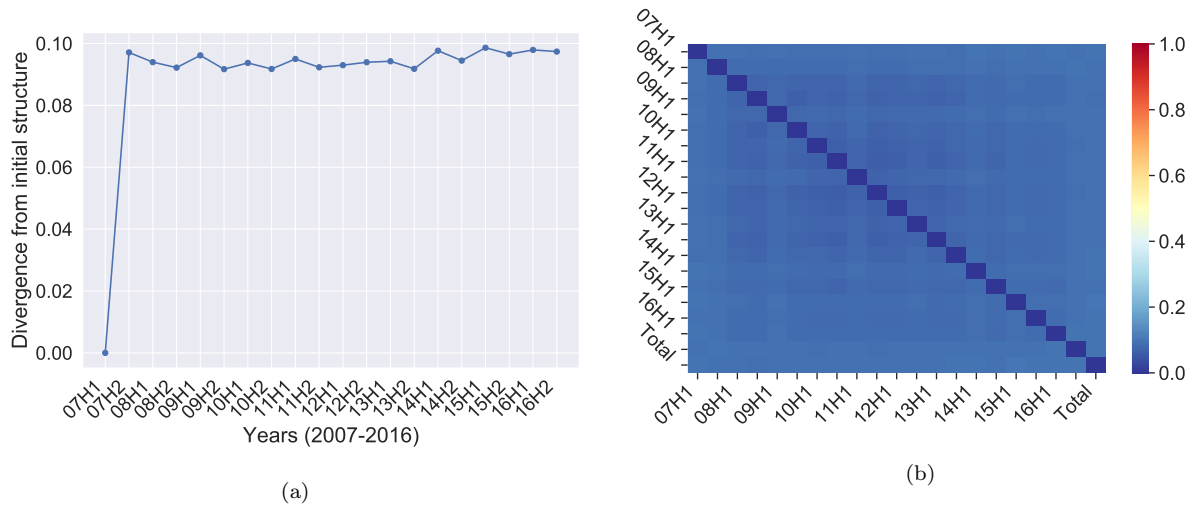 Divergence from initial structure
0.10
0.08
0.06
0.04
0.02
0.00
07H1
07H2
08H1
08H2
09H1
09H2
10H1
10H2
11H1
11H2
12H1
12H2
13H1
13H2
14H1
14H2
15H1
15H2
16H1
16H2
Years (2007-2016)
(a)
07H1
08H1
09H1
10H1
11H1
12H1
13H1
14H1
15H1
16H1
Total
07H1
08H1
09H1
10H1
11H1
12H1
13H1
14H1
15H1
16H1
Total
1.0
0.8
0.6
0.4
0.2
0.0
(b)